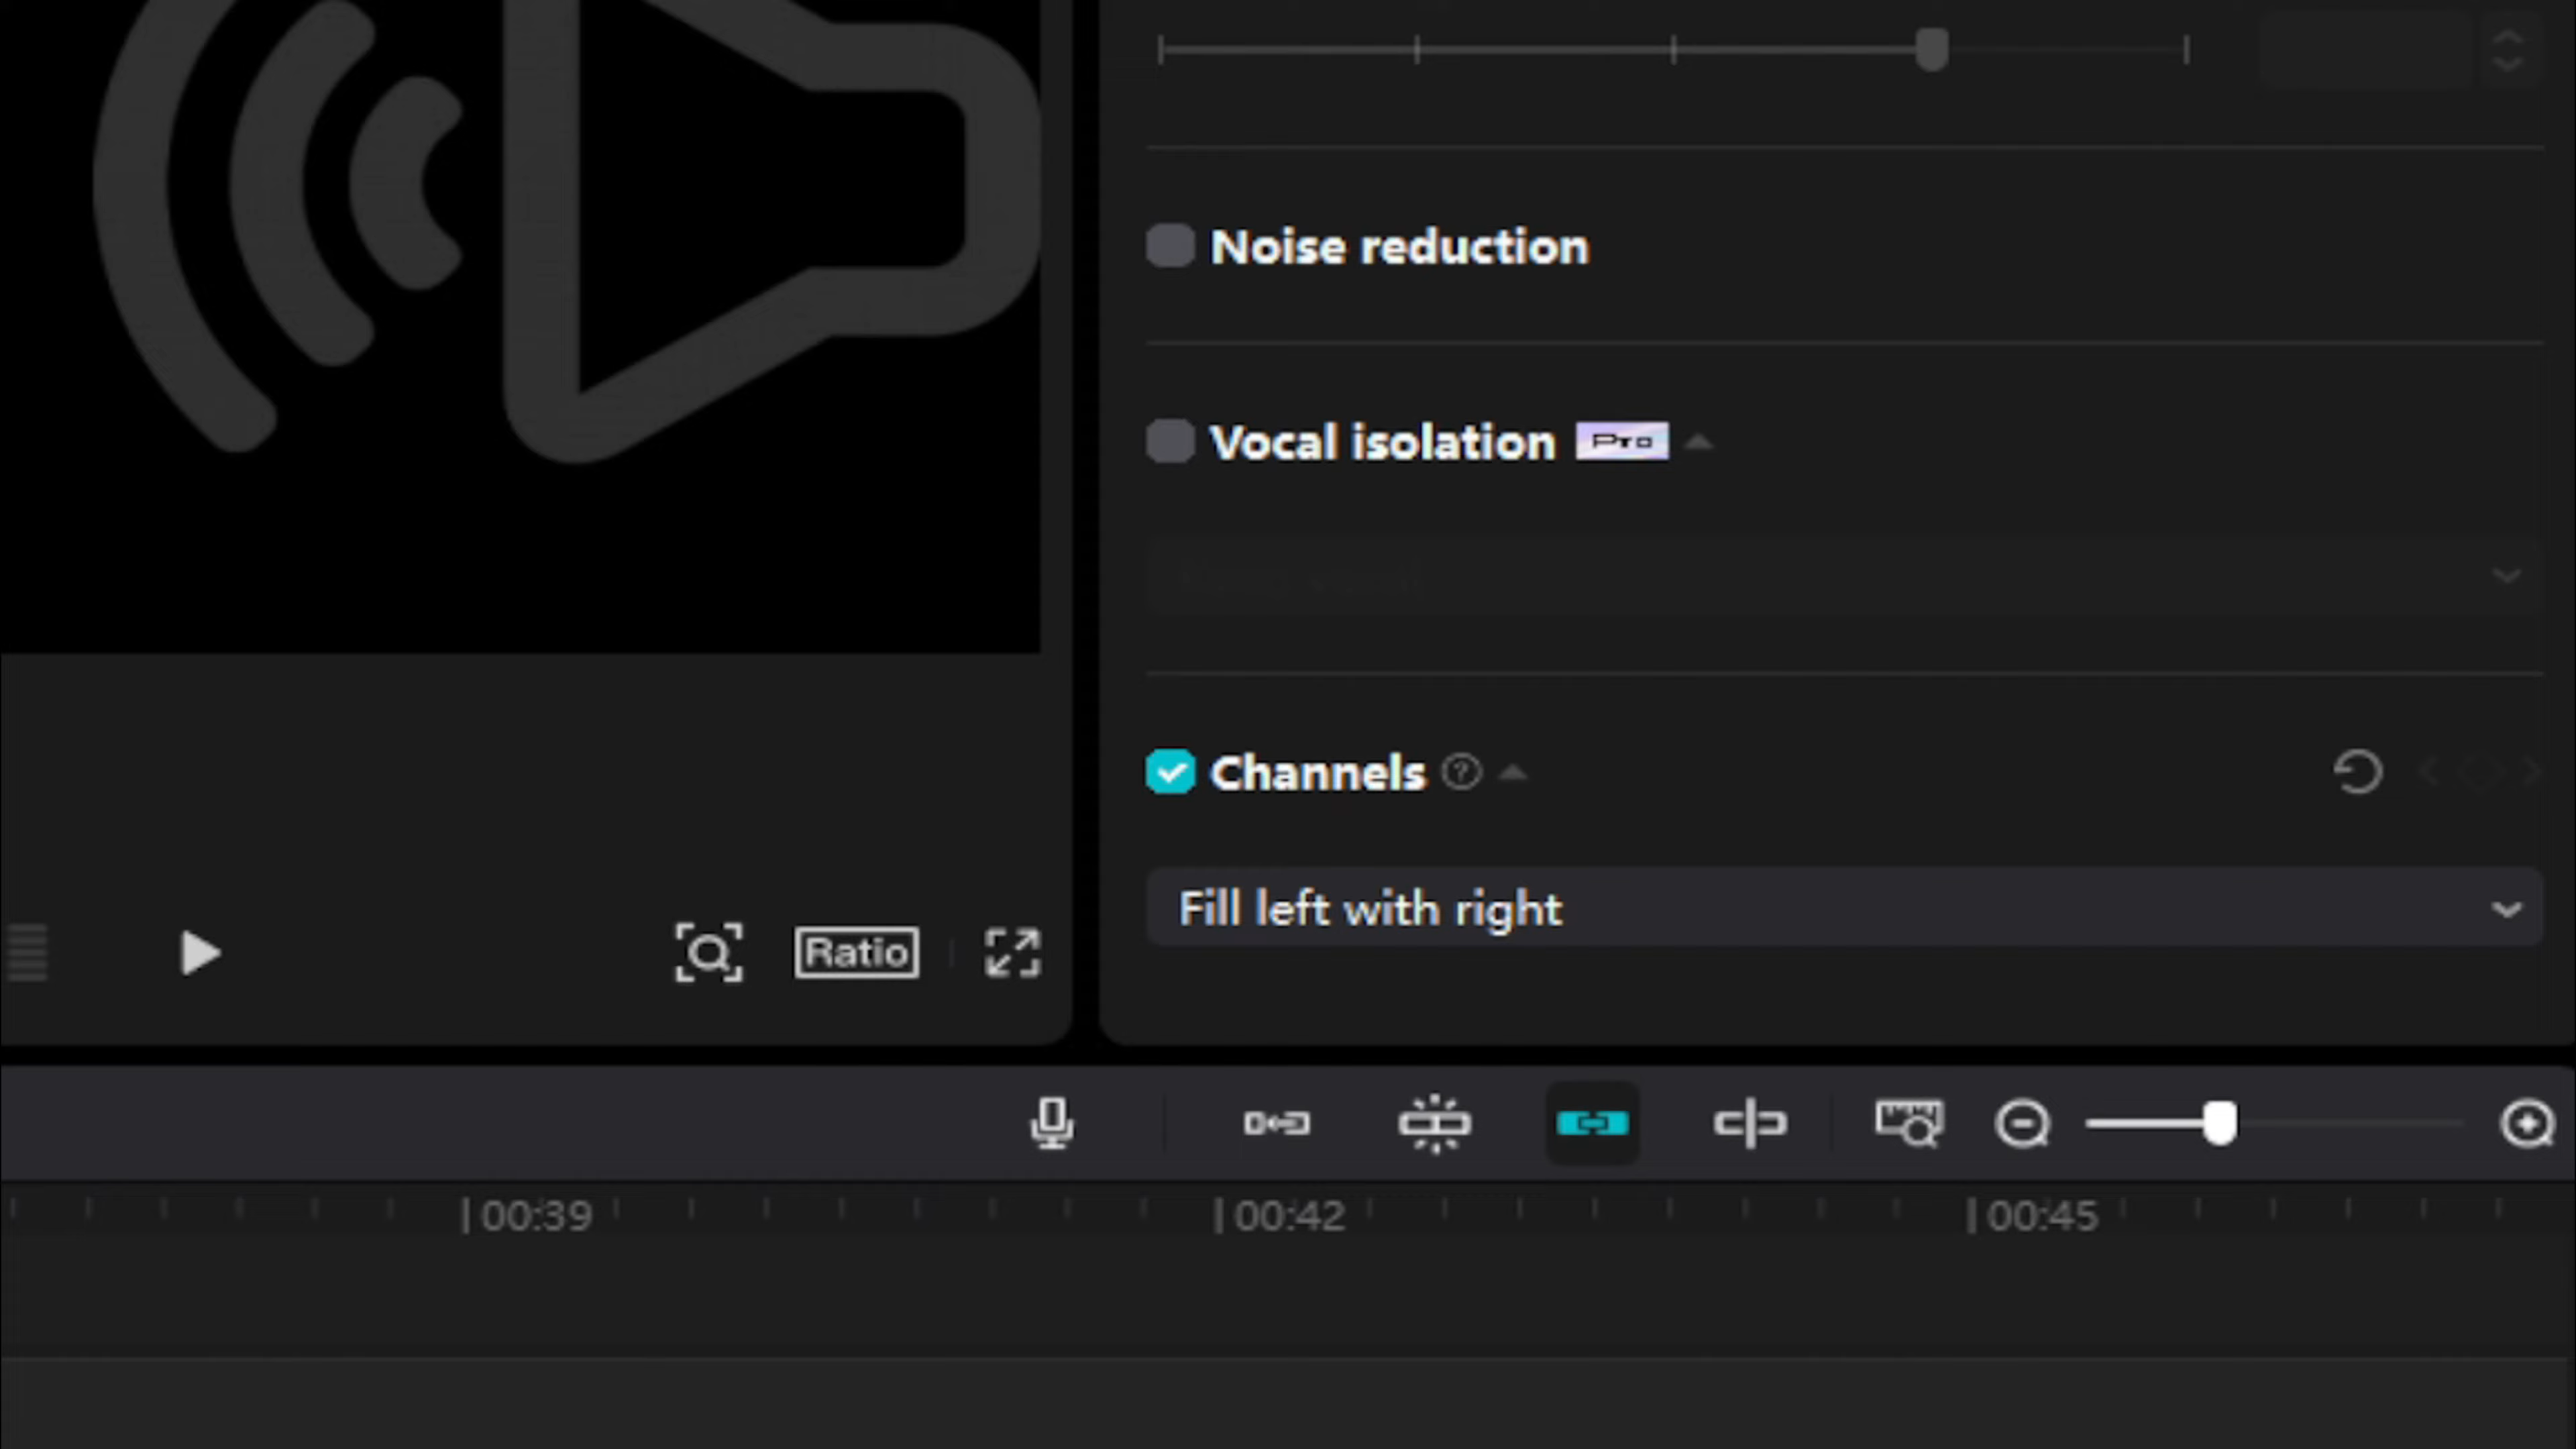 Noise reduction
Vocal isolation Pro
Channels ?
Fill left with right
Ratio
00:39 00:42 00:45